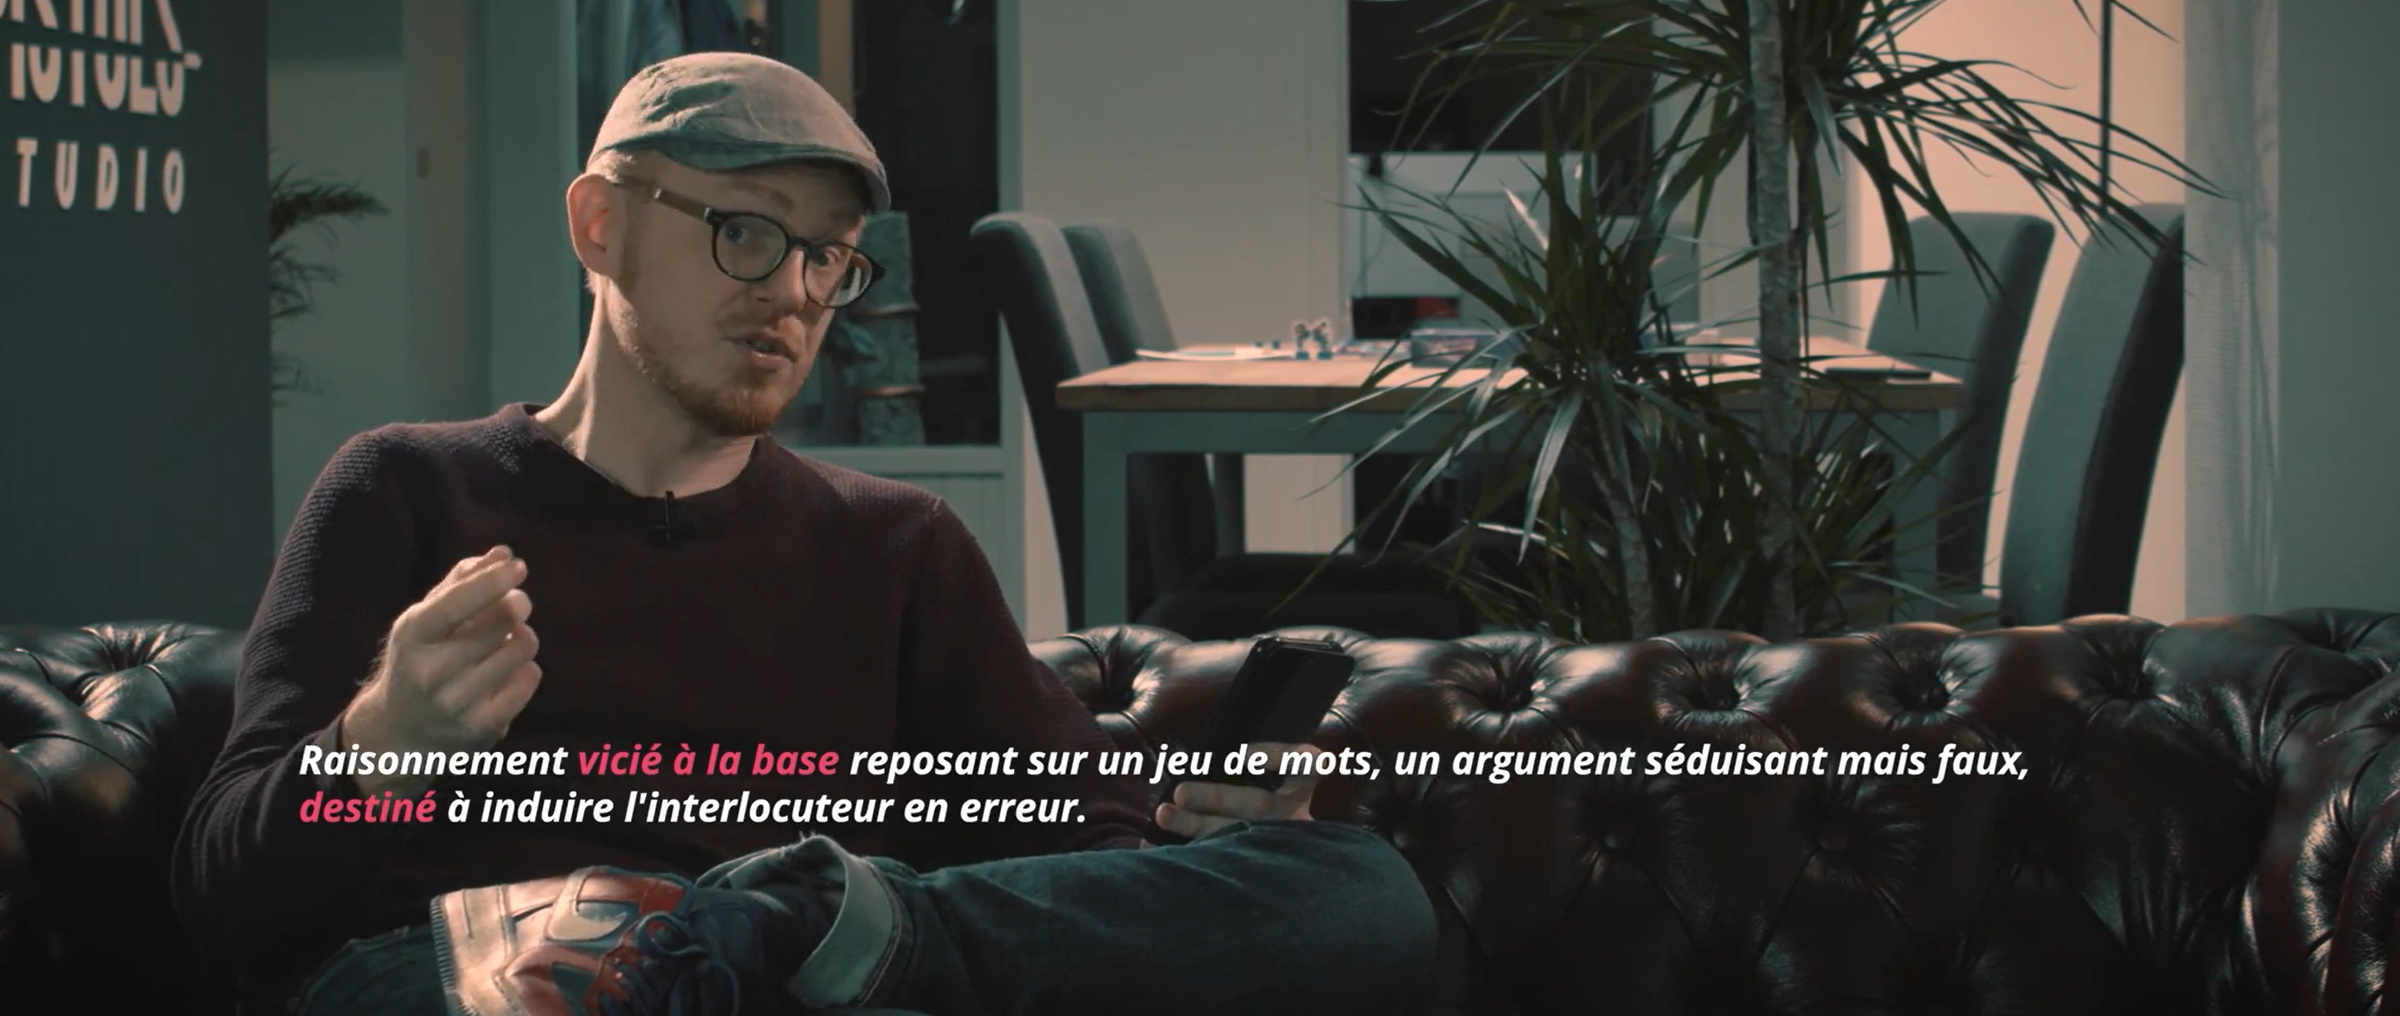 TUDIO
Raisonnement vicié à la base reposant sur un jeu de mots, un argument séduisant mais faux,
destiné à induire l'interlocuteur en erreur.